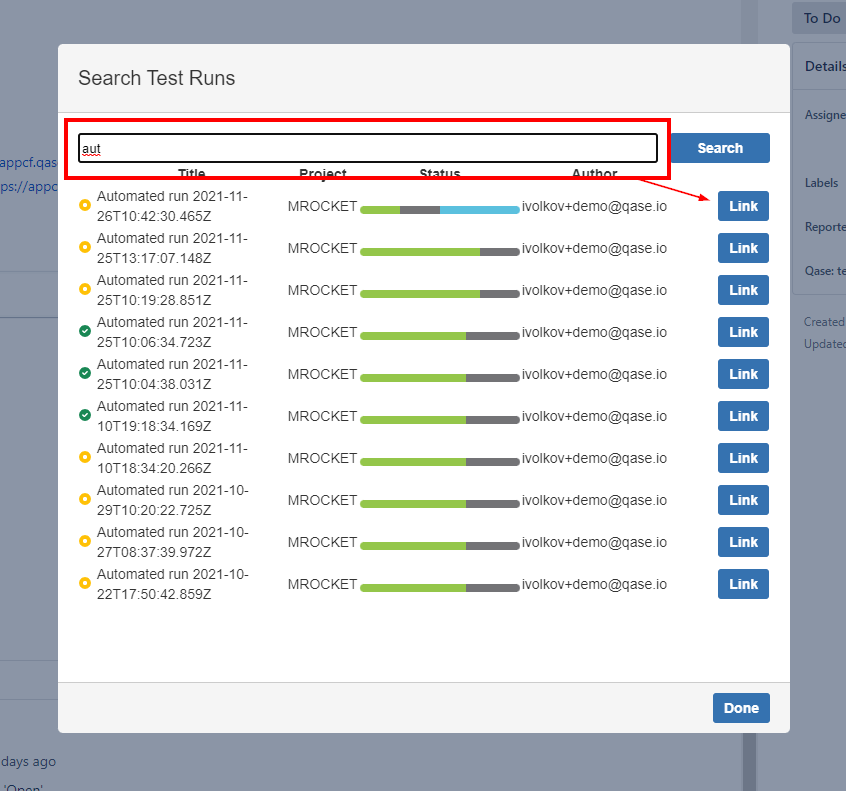 To Do
Search Test Runs
Details
appcf.qas
ps://appc
aut
Search
Title Project Status Author
Automated run 2021-11-
26T10:42:30.465Z
MROCKET
ivolkov+demo@qase.io
Link
Automated run 2021-11-
25T13:17:07.148Z
MROCKET
ivolkov+demo@qase.io
Link
Automated run 2021-11-
25T10:19:28.851Z
MROCKET
ivolkov+demo@qase.io
Link
Automated run 2021-11-
25T10:06:34.723Z
MROCKET
ivolkov+demo@qase.io
Link
Automated run 2021-11-
25T10:04:38.031Z
MROCKET
ivolkov+demo@qase.io
Link
Automated run 2021-11-
10T19:18:34.169Z
MROCKET
ivolkov+demo@qase.io
Link
Automated run 2021-11-
10T18:34:20.266Z
MROCKET
ivolkov+demo@qase.io
Link
Automated run 2021-10-
29T10:20:22.725Z
MROCKET
ivolkov+demo@qase.io
Link
Automated run 2021-10-
27T08:37:39.972Z
MROCKET
ivolkov+demo@qase.io
Link
Automated run 2021-10-
22T17:50:42.859Z
MROCKET
ivolkov+demo@qase.io
Link
Done
Assigne
Labels
Reporte
Qase: te
Created
Updated
days ago
'Open'